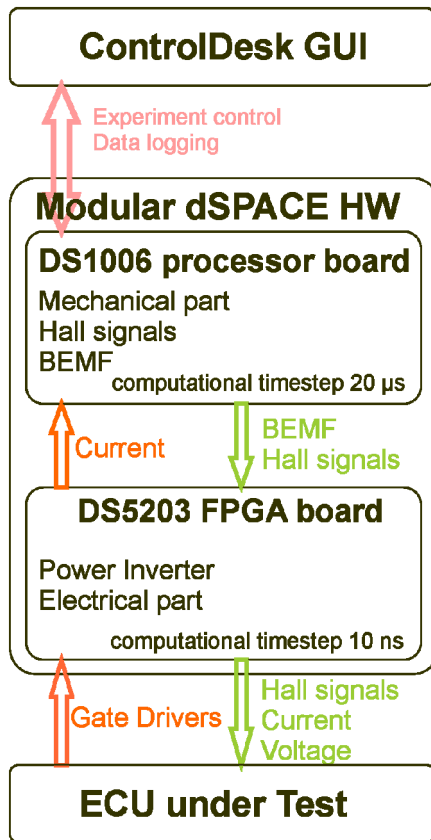 ControlDesk GUI
Experiment control
Data logging
Modular dSPACE HW
DS1006 processor board
Mechanical part
Hall signals
BEMF
computational timestep 20 µs
Current
BEMF
Hall signals
DS5203 FPGA board
Power Inverter
Electrical part
computational timestep 10 ns
Gate Drivers
Hall signals
Current
Voltage
ECU under Test